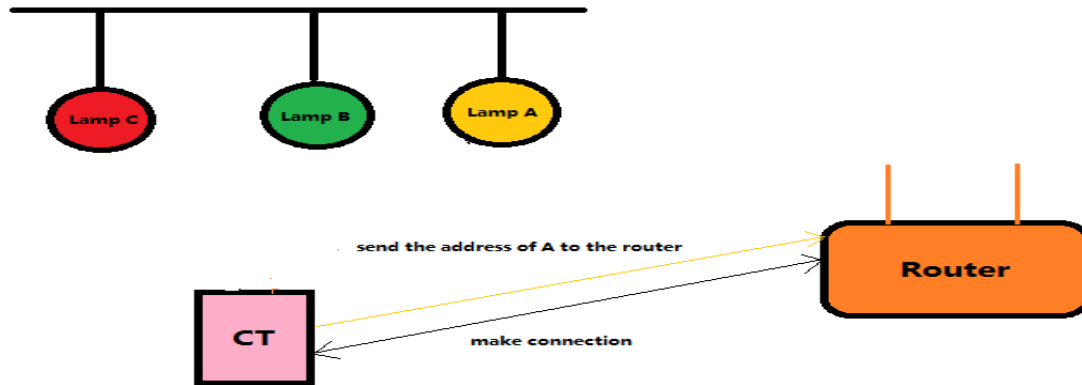 Lamp C
Lamp B
Lamp A
send the address of A to the router
Router
CT
make connection